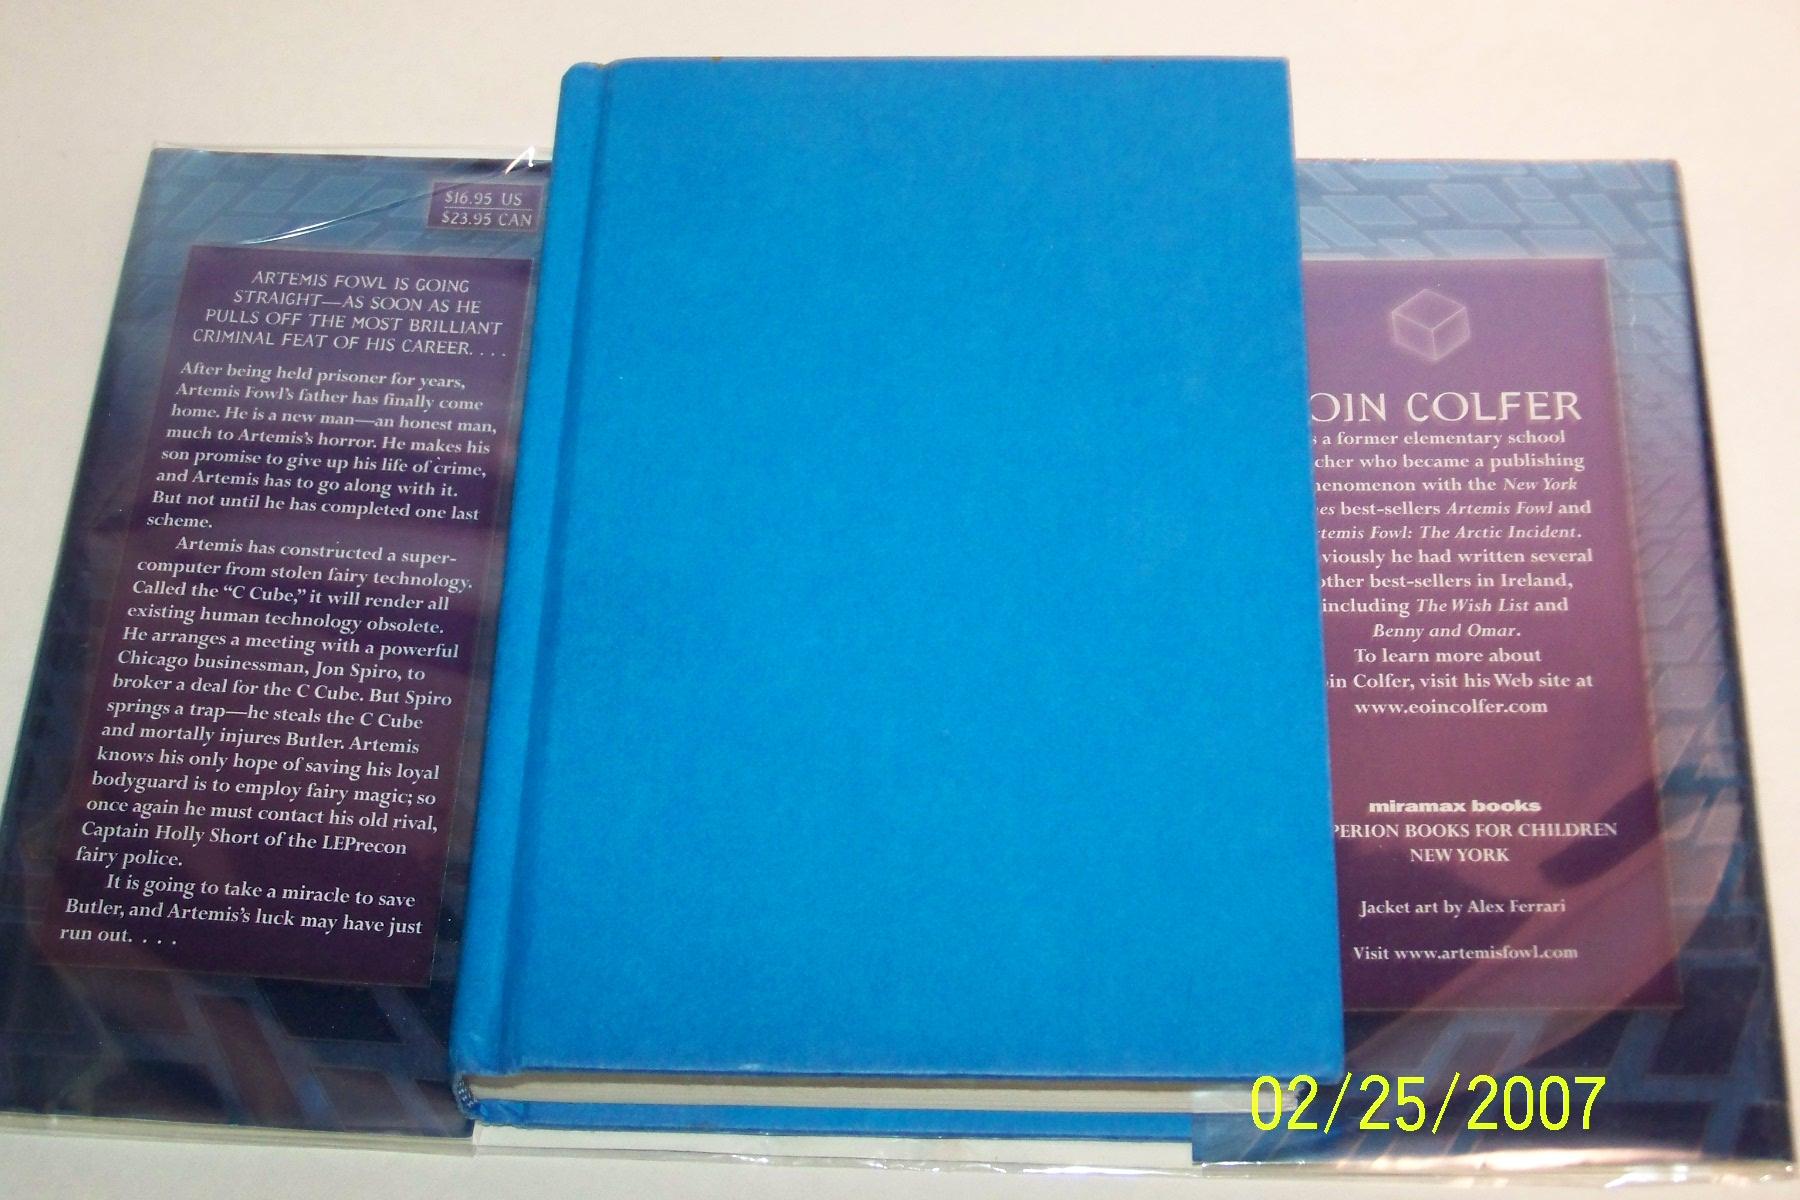 $16.95 US
$23.95 CAN
ARTEMIS FOWL IS GOING
STRAIGHT—AS SOON AS HE
PULLS OFF THE MOST BRILLIANT
CRIMINAL FEAT OF HIS CAREER. . . .
After being held prisoner for years,
Artemis Fowl's father has finally come
home. He is a new man—an honest man,
much to Artemis's horror. He makes his
son promise to give up his life of crime,
and Artemis has to go along with it.
But not until he has completed one last
scheme.
Artemis has constructed a super-
computer from stolen fairy technology.
Called the “C Cube,” it will render all
existing human technology obsolete.
He arranges a meeting with a powerful
Chicago businessman, Jon Spiro, to
broker a deal for the C Cube. But Spiro
springs a trap—he steals the C Cube
and mortally injures Butler. Artemis
knows his only hope of saving his loyal
bodyguard is to employ fairy magic; so
once again he must contact his old rival,
Captain Holly Short of the LEPrecon
fairy police.
It is going to take a miracle to save
Butler, and Artemis's luck may have just
run out. . . .
OIN COLFER
s a former elementary school
cher who became a publishing
henomenon with the New York
es best-sellers Artemis Fowl and
temis Fowl: The Arctic Incident.
viously he had written several
other best-sellers in Ireland,
including The Wish List and
Benny and Omar.
To learn more about
in Colfer, visit his Web site at
www.eoincolfer.com
miramax books
PERION BOOKS FOR CHILDREN
NEW YORK
Jacket art by Alex Ferrari
Visit www.artemisfowl.com
02/25/2007